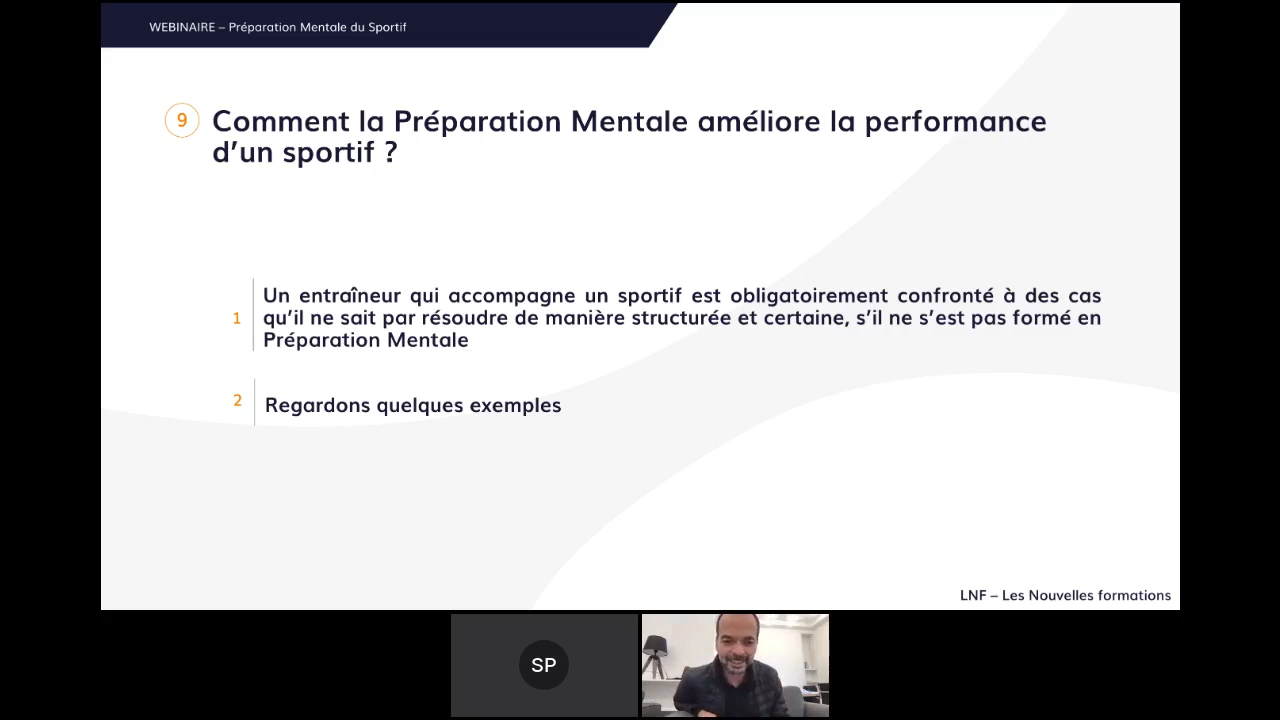 WEBINAIRE – Préparation Mentale du Sportif
9
Comment la Préparation Mentale améliore la performance
d’un sportif ?
1
Un entraîneur qui accompagne un sportif est obligatoirement confronté à des cas
qu’il ne sait par résoudre de manière structurée et certaine, s’il ne s’est pas formé en
Préparation Mentale
2
Regardons quelques exemples
LNF – Les Nouvelles formations
SP